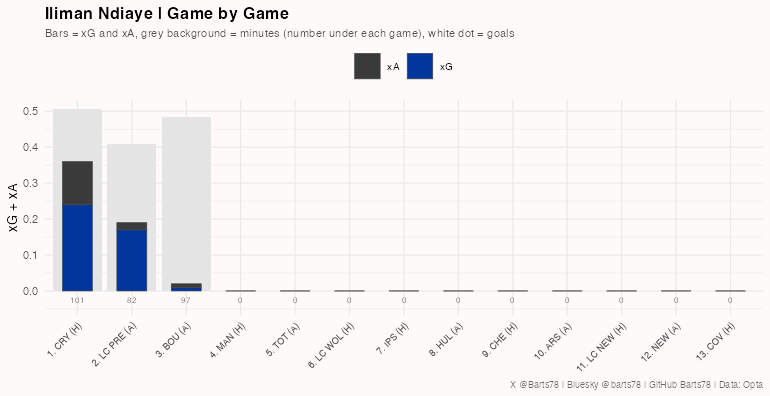 Iliman Ndiaye | Game by Game
Bars = xG and xA, grey background = minutes (number under each game), white dot = goals
xA xG
xG + xA
0.5
0.4
0.3
0.2
0.1
0.0
101 82 97 0 0 0 0 0 0 0 0 0 0
1. CRY (H)
2. LC PRE (A)
3. BOU (A)
4. MAN (H)
5. TOT (A)
6. LC WOL (H)
7. IPS (H)
8. HUL (A)
9. CHE (H)
10. ARS (A)
11. LC NEW (H)
12. NEW (A)
13. COV (H)
X @Barts78 | Bluesky @barts78 | GitHub Barts78 | Data: Opta